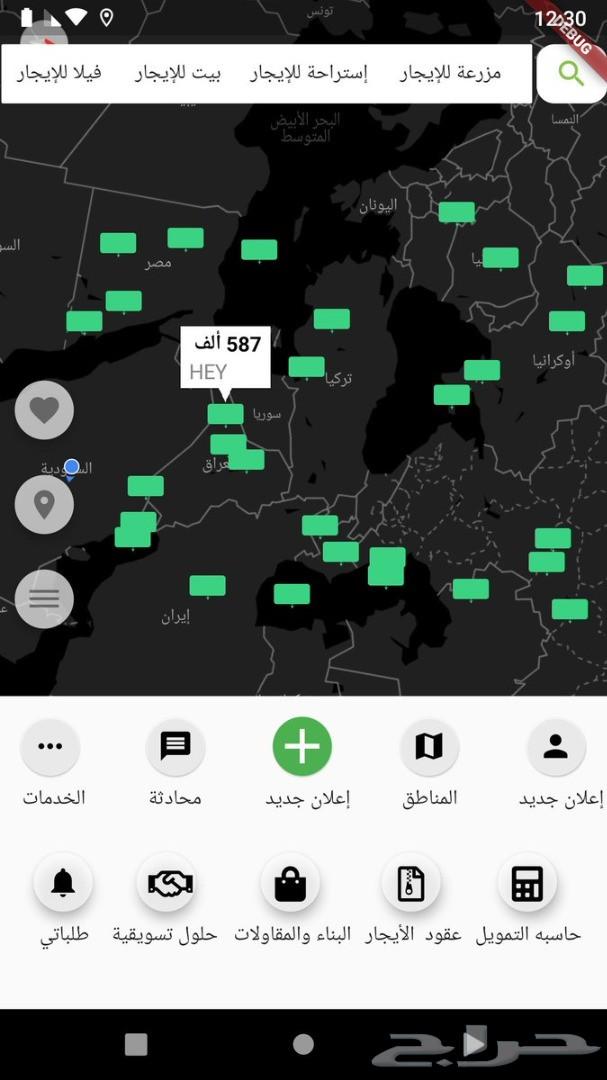 تونس
12:30
DEBUG
مزرعة للإيجار
إستراحة للإيجار
بيت للإيجار
فيلا للإيجار
البحر الأبيض
المتوسط
النمسا
اليونان
مصر
أوكرانيا
587 ألف
HEY
تركيا
سوريا
إيران
إعلان جديد
المناطق
إعلان جديد
محادثة
الخدمات
حاسبه التمويل
عقود الأيجار
البناء والمقاولات
حلول تسويقية
طلباتي
حراج